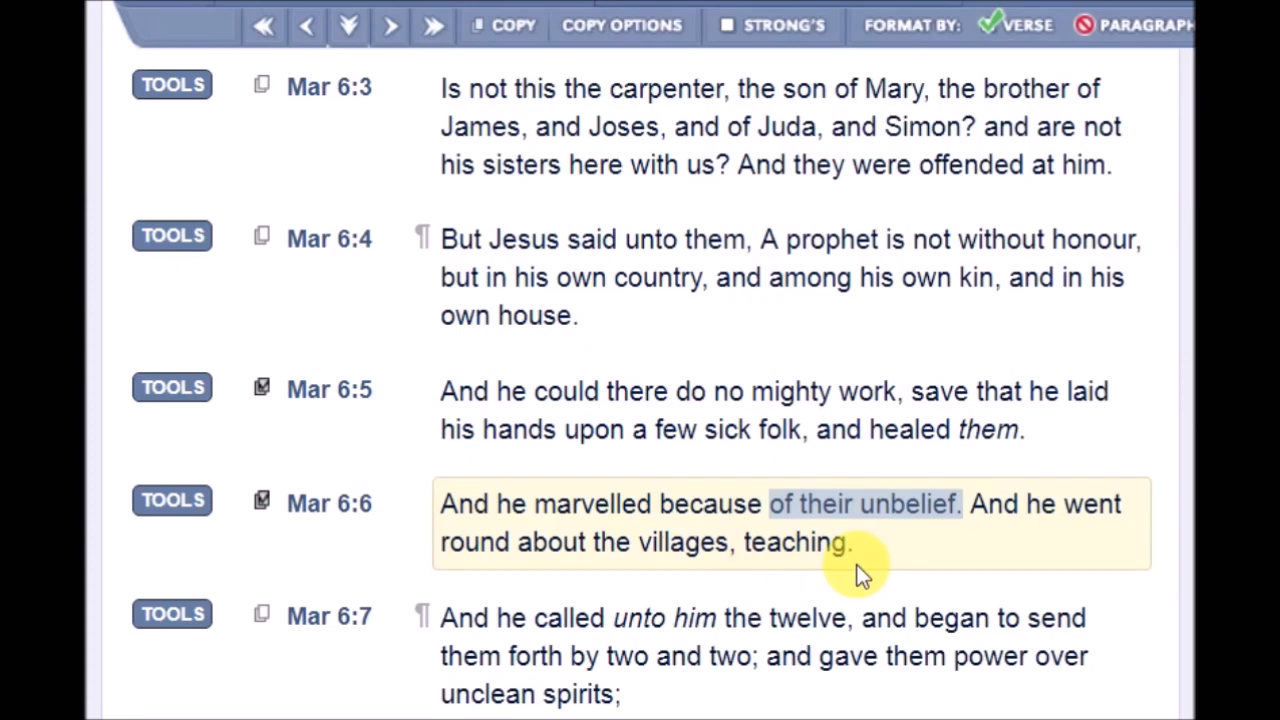 COPY COPY OPTIONS STRONG'S FORMAT BY: VERSE PARAGRAPH
TOOLS Mar 6:3 Is not this the carpenter, the son of Mary, the brother of
James, and Joses, and of Juda, and Simon? and are not
his sisters here with us? And they were offended at him.
TOOLS Mar 6:4 ¶ But Jesus said unto them, A prophet is not without honour,
but in his own country, and among his own kin, and in his
own house.
TOOLS Mar 6:5 And he could there do no mighty work, save that he laid
his hands upon a few sick folk, and healed them.
TOOLS Mar 6:6 And he marvelled because of their unbelief. And he went
round about the villages, teaching.
TOOLS Mar 6:7 ¶ And he called unto him the twelve, and began to send
them forth by two and two; and gave them power over
unclean spirits;